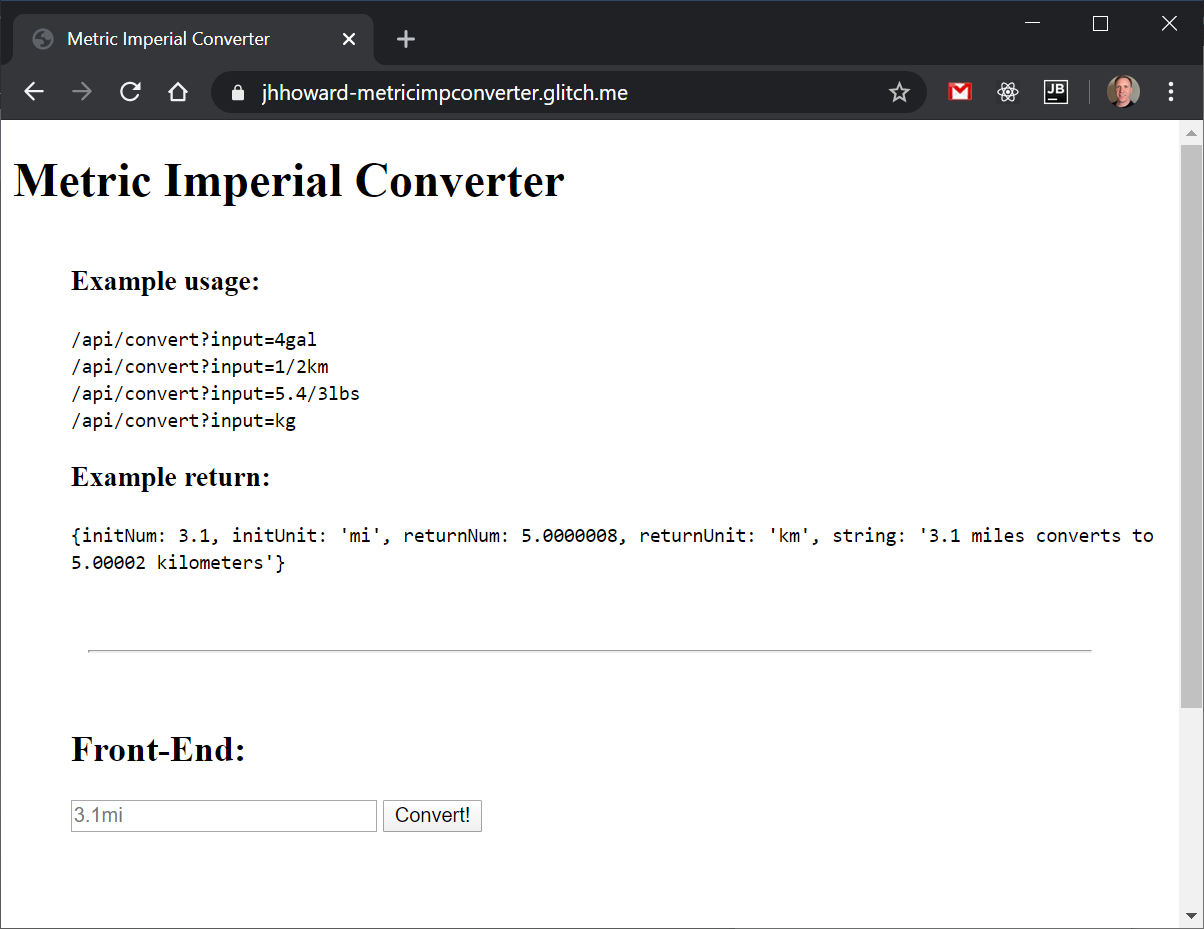 Metric Imperial Converter
jhhoward-metricimpconverter.glitch.me
JB
Metric Imperial Converter
Example usage:
/api/convert?input=4gal
/api/convert?input=1/2km
/api/convert?input=5.4/3lbs
/api/convert?input=kg
Example return:
{initNum: 3.1, initUnit: 'mi', returnNum: 5.0000008, returnUnit: 'km', string: '3.1 miles converts to
5.00002 kilometers'}
Front-End:
3.1mi Convert!